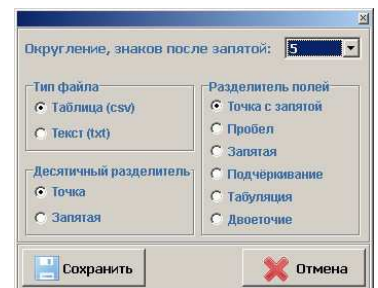 Округление, знаков после запятой: 5
Тип файла
Таблица (csv)
Текст (txt)
Десятичный разделитель
Точка
Запятая
Разделитель полей
Точка с запятой
Пробел
Запятая
Подчёркивание
Табуляция
Двоеточие
Сохранить
Отмена